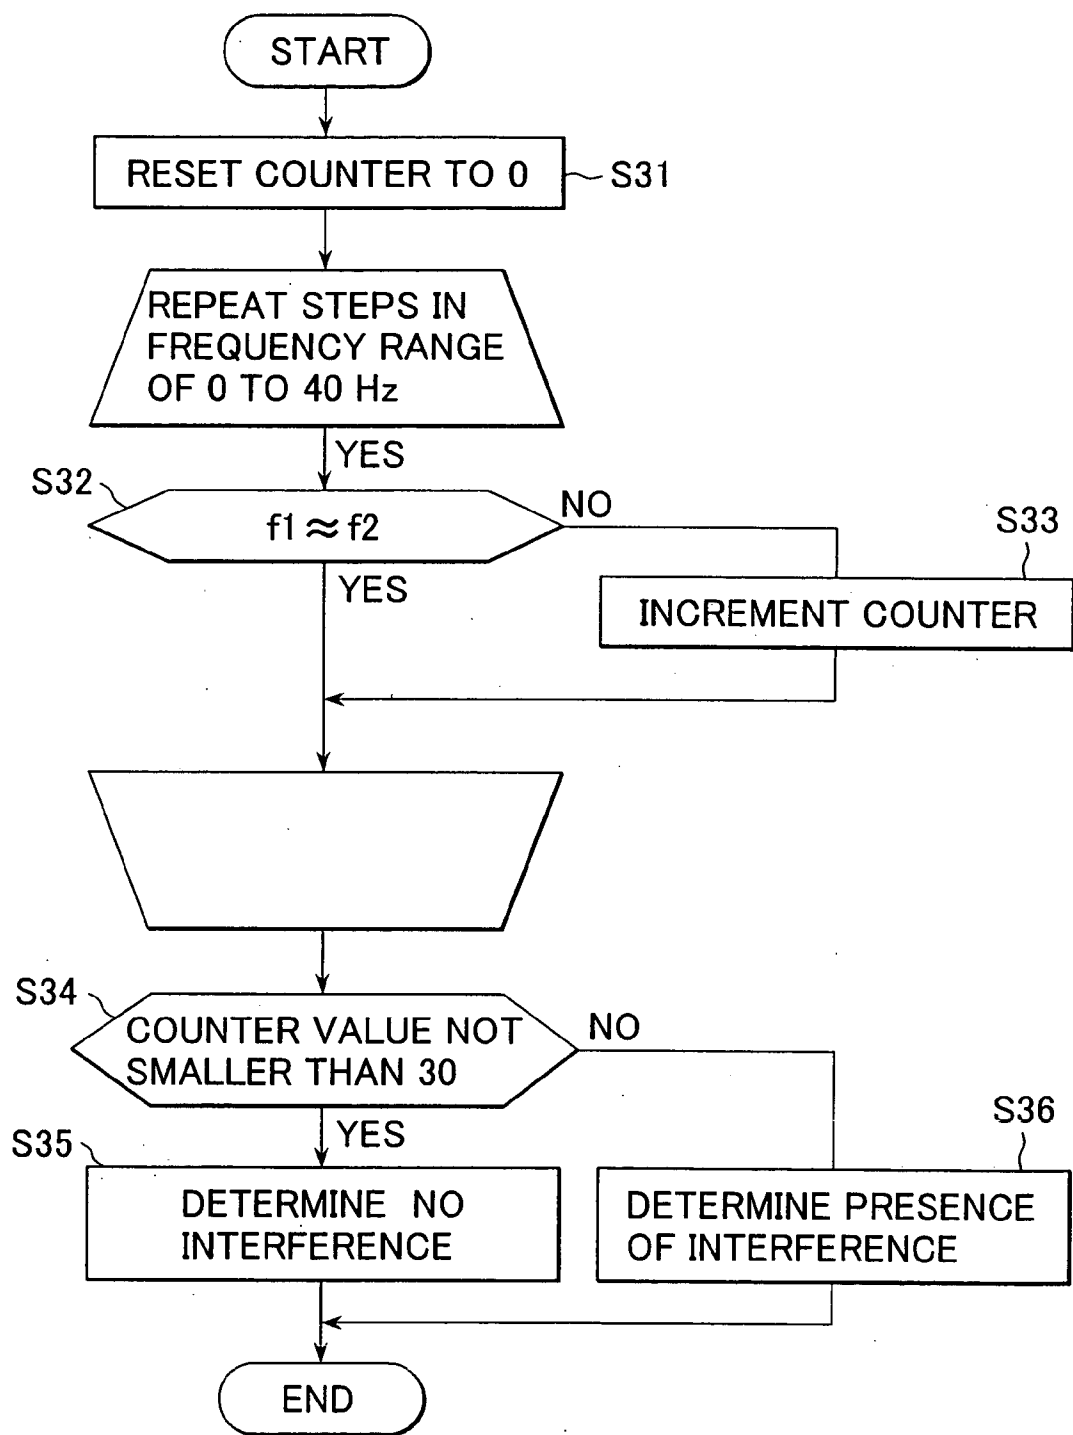 START
RESET COUNTER TO 0
S31
REPEAT STEPS IN
FREQUENCY RANGE
OF 0 TO 40 Hz
YES
S32
f1 ≈ f2
NO
YES
S33
INCREMENT COUNTER
S34
COUNTER VALUE NOT
SMALLER THAN 30
NO
YES
S35
DETERMINE NO
INTERFERENCE
S36
DETERMINE PRESENCE
OF INTERFERENCE
END